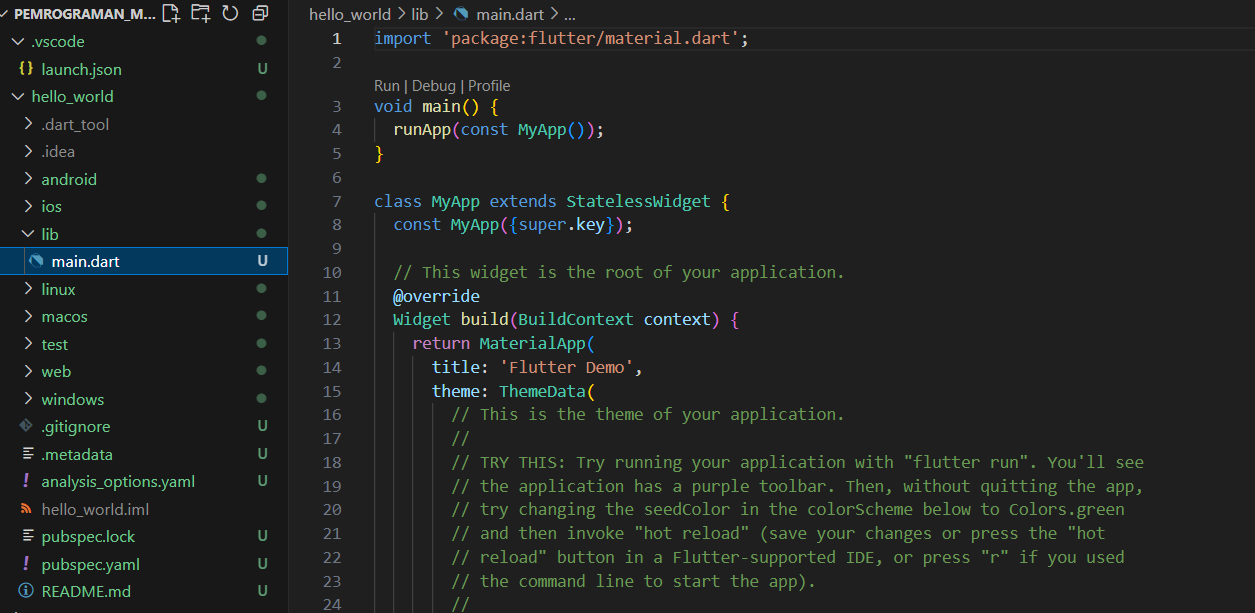 PEMROGRAMAN_M...
.vscode
launch.json U
hello_world
.dart_tool
.idea
android
ios
lib
main.dart U
linux
macos
test
web
windows
.gitignore U
.metadata U
analysis_options.yaml U
hello_world.iml
pubspec.lock U
pubspec.yaml U
README.md U
hello_world > lib > main.dart > ...
1 import 'package:flutter/material.dart';
2
Run | Debug | Profile
3 void main() {
4 runApp(const MyApp());
5 }
6
7 class MyApp extends StatelessWidget {
8 const MyApp({super.key});
9
10 // This widget is the root of your application.
11 @override
12 Widget build(BuildContext context) {
13 return MaterialApp(
14 title: 'Flutter Demo',
15 theme: ThemeData(
16 // This is the theme of your application.
17 //
18 // TRY THIS: Try running your application with "flutter run". You'll see
19 // the application has a purple toolbar. Then, without quitting the app,
20 // try changing the seedColor in the colorScheme below to Colors.green
21 // and then invoke "hot reload" (save your changes or press the "hot
22 // reload" button in a Flutter-supported IDE, or press "r" if you used
23 // the command line to start the app).
24 //